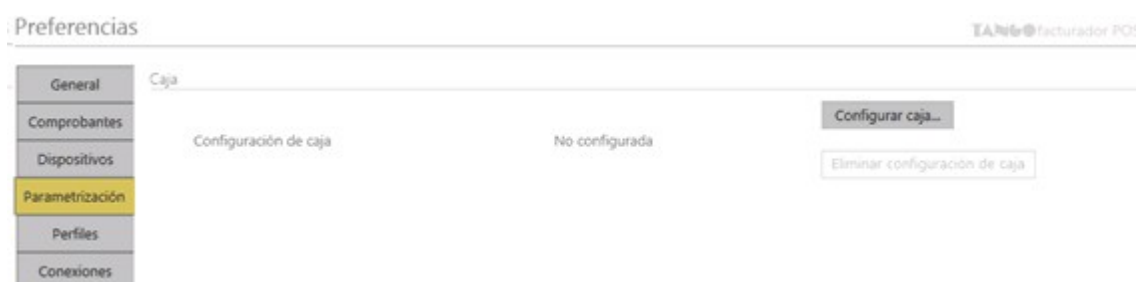 Preferencias
TANGO facturador POS
General
Comprobantes
Dispositivos
Parametrización
Perfiles
Conexiones
Caja
Configuración de caja
No configurada
Configurar caja...
Eliminar configuración de caja